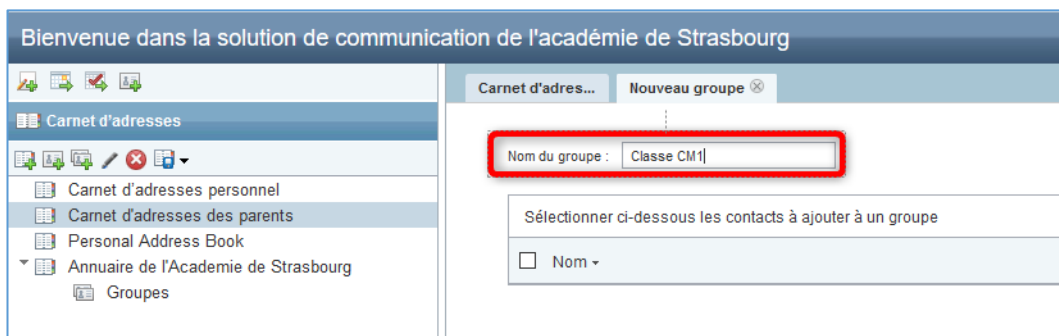 Bienvenue dans la solution de communication de l'académie de Strasbourg
Carnet d'adres...
Nouveau groupe
Carnet d'adresses
Nom du groupe :
Classe CM1
Carnet d'adresses personnel
Carnet d'adresses des parents
Personal Address Book
Annuaire de l'Academie de Strasbourg
Groupes
Sélectionner ci-dessous les contacts à ajouter à un groupe
Nom